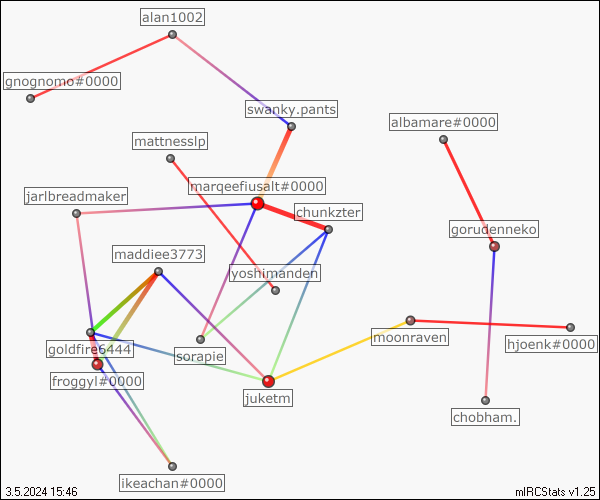 alan1002
gnognomo#0000
swanky.pants
albamare#0000
mattnesslp
marqeefiusalt#0000
jarlbreadmaker
chunkzter
gorudenneko
maddiee3773
yoshimanden
moonraven
hjoenk#0000
goldfire6444
sorapie
froggyl#0000
juketm
chobham.
ikeachan#0000
3.5.2024 15:46
mIRCStats v1.25